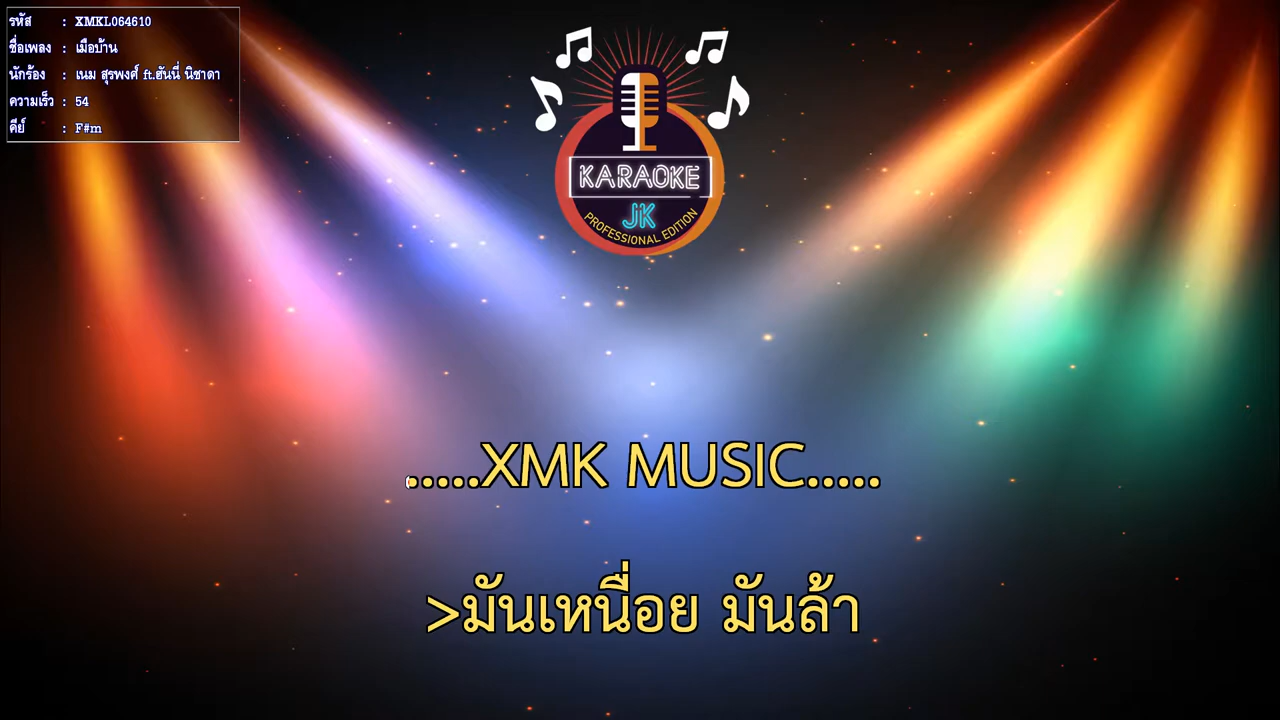 รหัส : XMKL064610
ชื่อเพลง : เมือบ้าน
นักร้อง : เนม สุรพงศ์ ft.ฮันนี่ นิชาดา
ความเร็ว : 54
คีย์ : F#m
KARAOKE
JK
PROFESSIONAL EDITION
.....XMK MUSIC.....
>มันเหนื่อย มันล้า